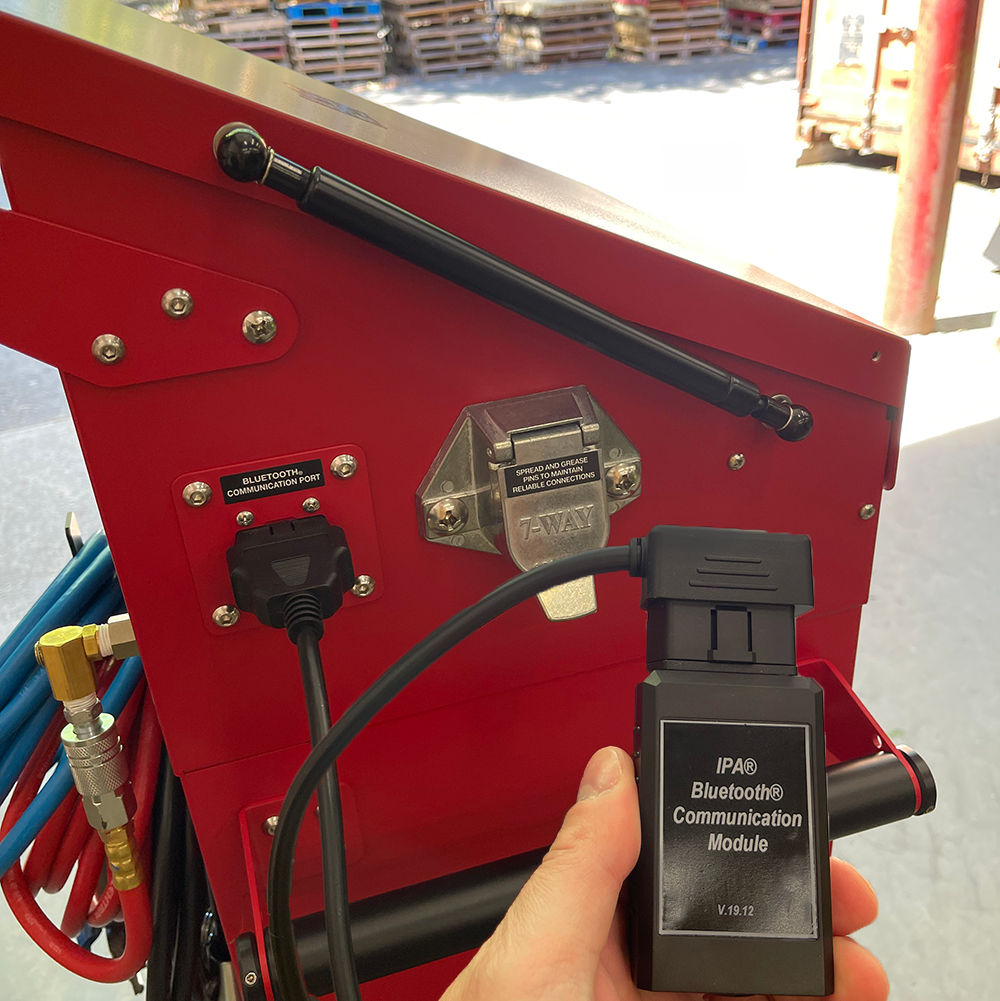 BLUETOOTH®
COMMUNICATION PORT
SPREAD AND GREASE
PINS TO MAINTAIN
RELIABLE CONNECTIONS
7-WAY
IPA®
Bluetooth®
Communication
Module
V.19.12